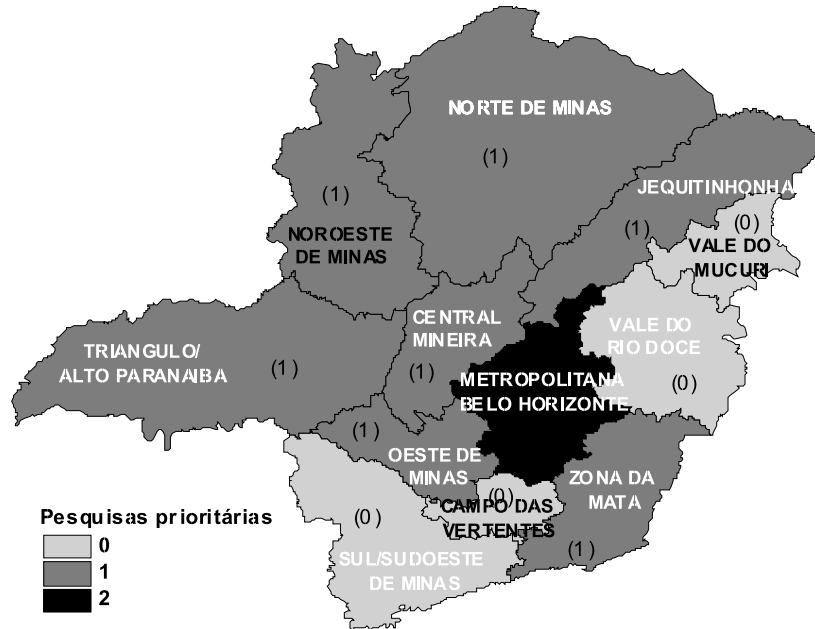 NORTE DE MINAS
(1)
JEQUITINHONHA
(1)
(1)
NOROESTE
DE MINAS
(0)
VALE DO
MUCURI
CENTRAL
MINEIRA
(1)
VALE DO
RIO DOCE
(0)
TRIANGULO/
ALTO PARANAIBA
(1)
METROPOLITANA
BELO HORIZONTE
(1)
OESTE DE
MINAS
ZONA DA
MATA
(1)
(0)
CAMPO DAS
VERTENTES
(0)
SUL/SUDOESTE
DE MINAS
Pesquisas prioritárias
0
1
2